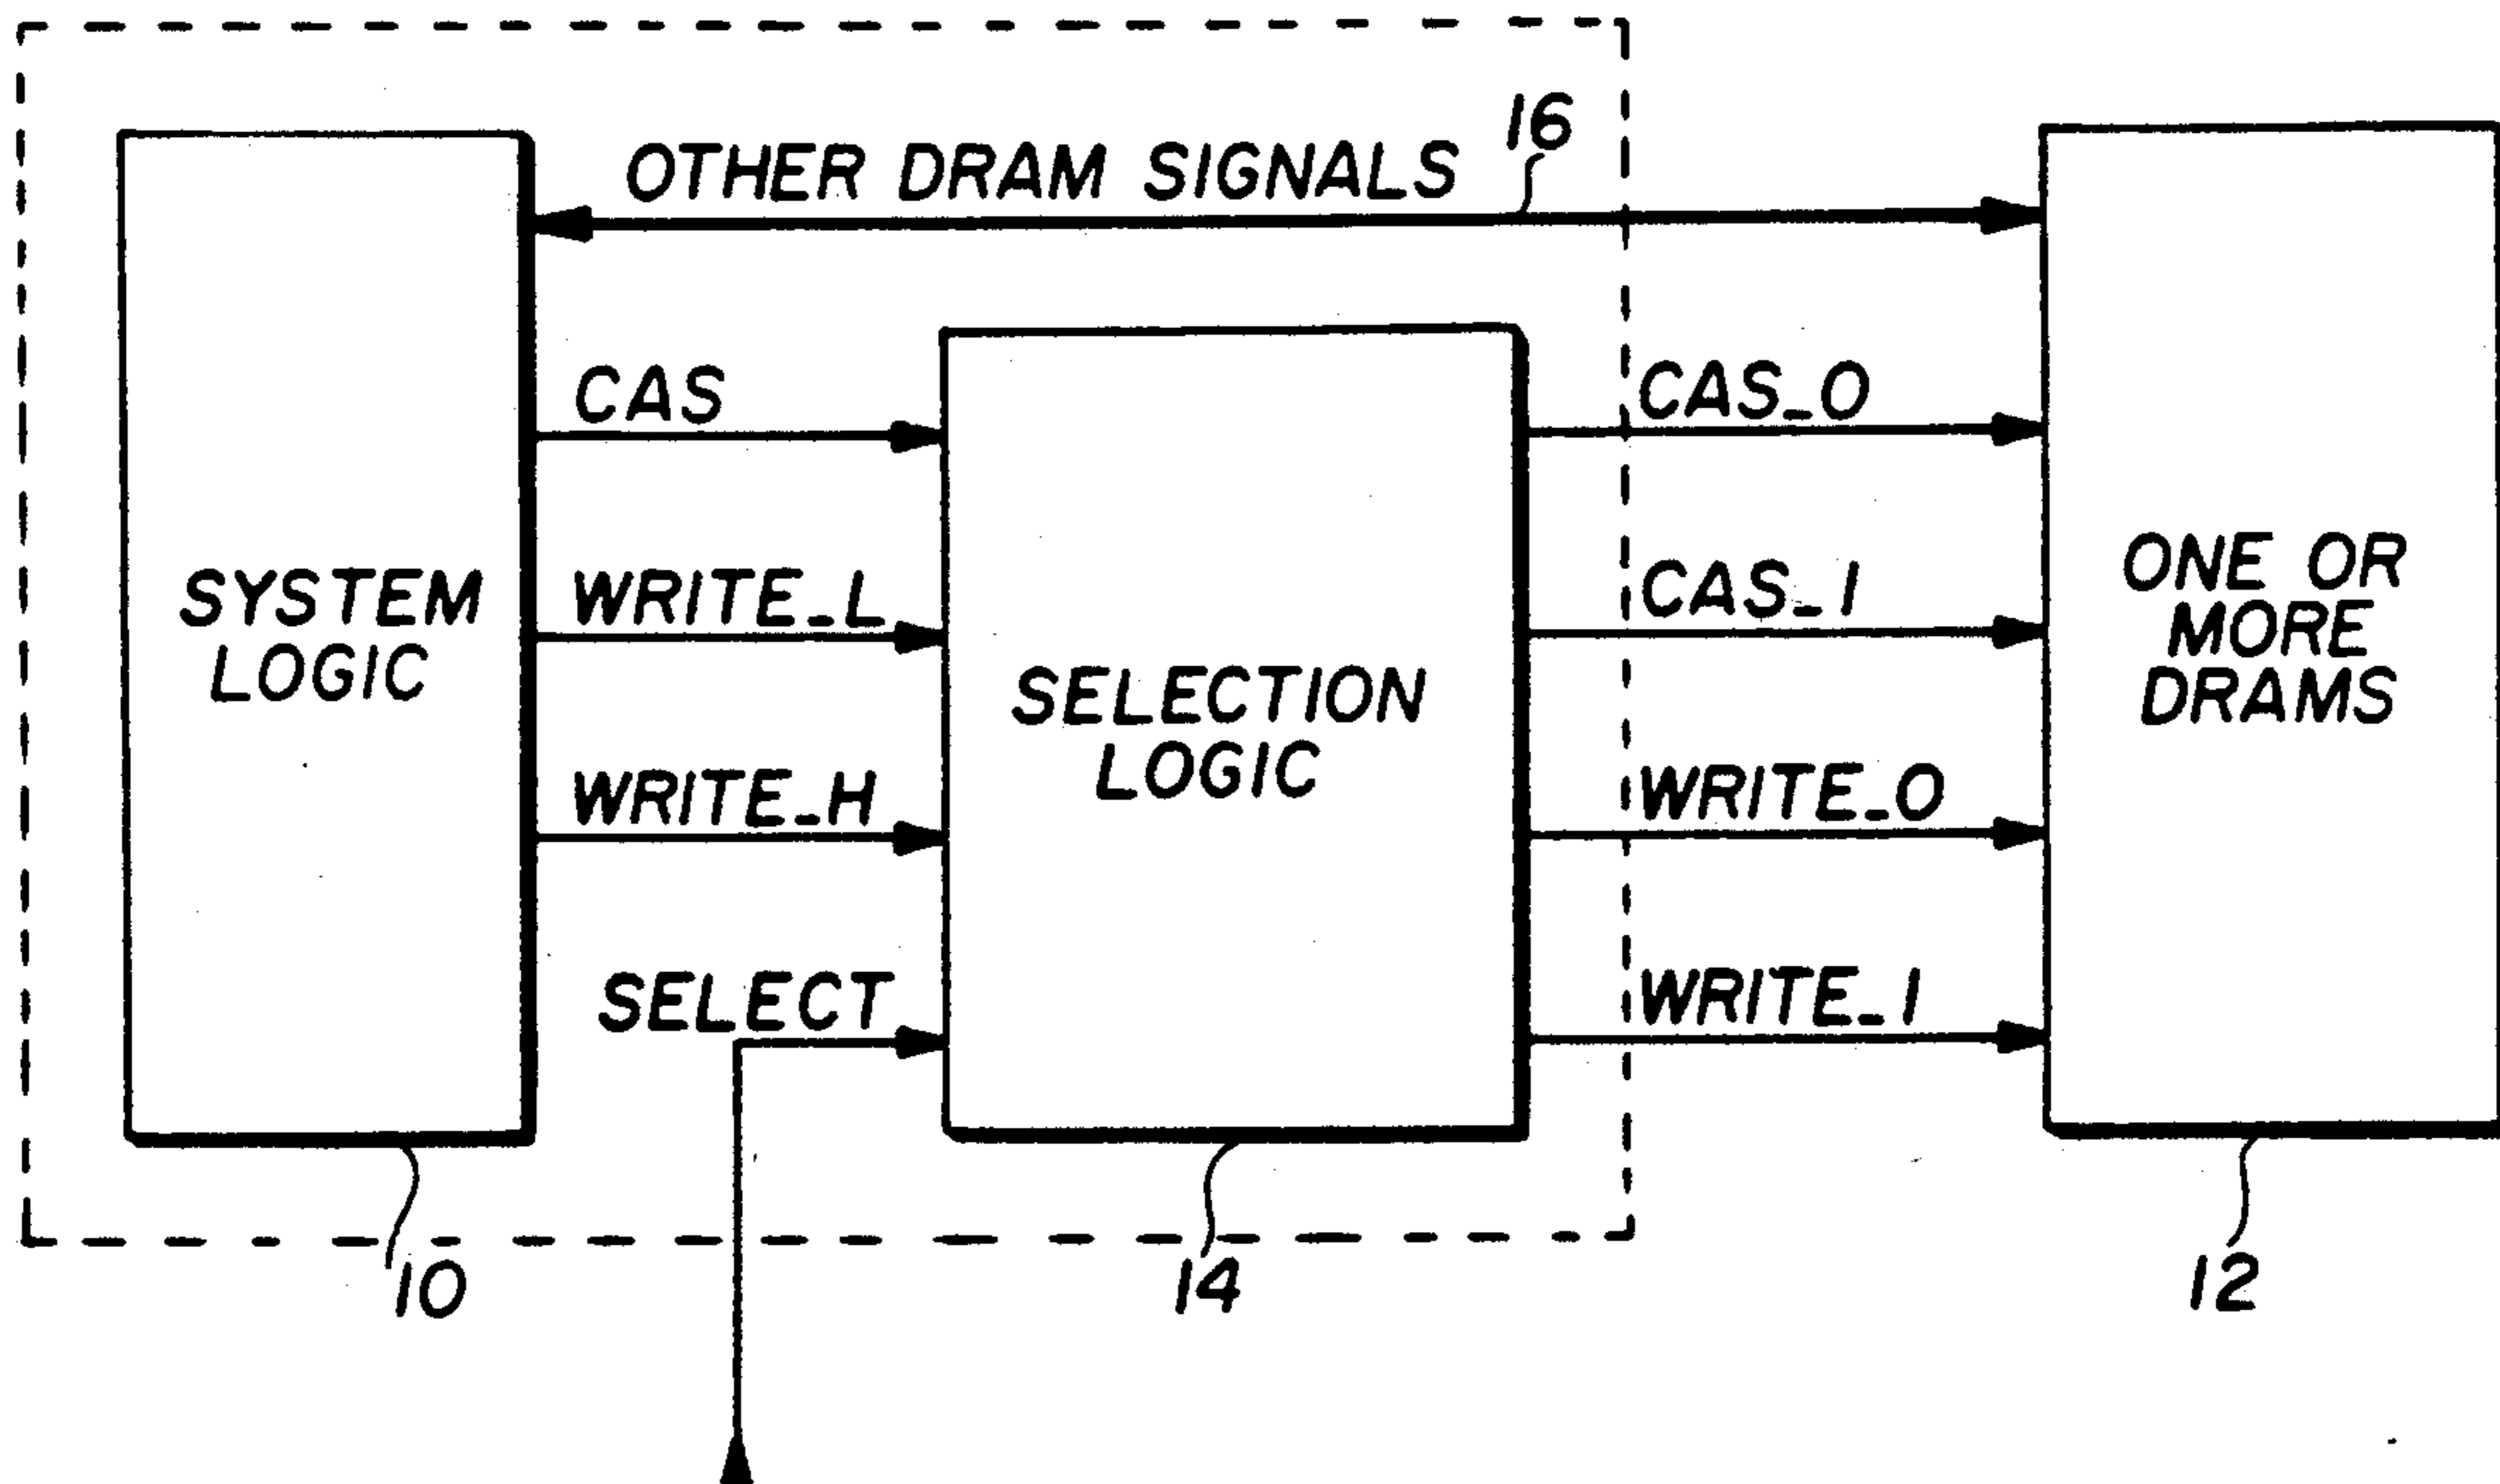 16
OTHER DRAM SIGNALS
CAS
CAS_0
WRITE_L
CAS_1
SYSTEM
LOGIC
SELECTION
LOGIC
ONE OR
MORE
DRAMS
WRITE_H
WRITE_0
SELECT
WRITE_1
10
14
12